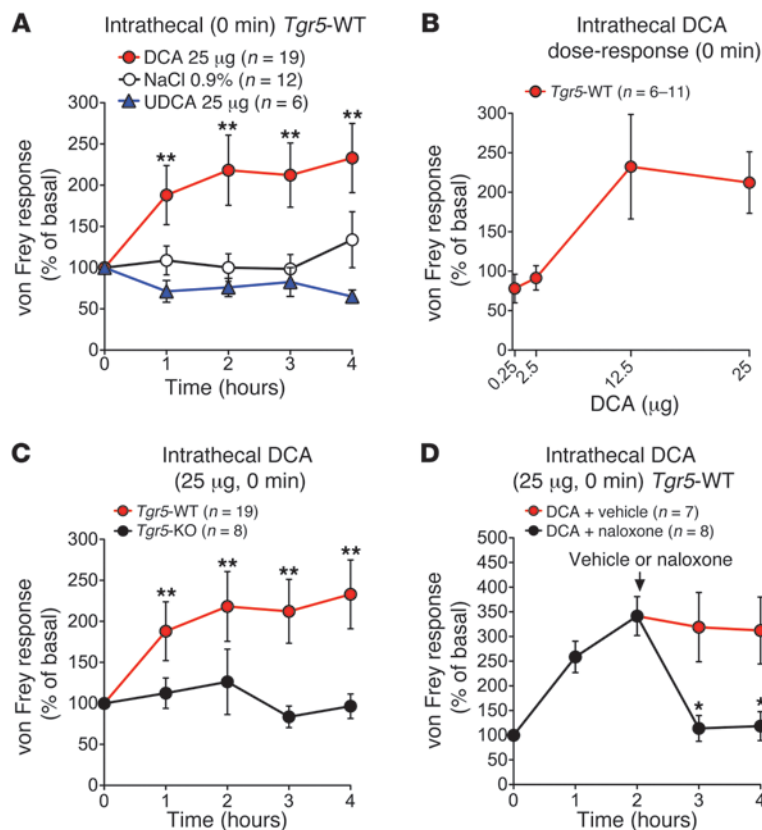 A
Intrathecal (0 min) Tgr5-WT
DCA 25 µg (n = 19)
NaCl 0.9% (n = 12)
UDCA 25 µg (n = 6)
von Frey response
(% of basal)
300
250
200
150
100
50
0
** ** ** **
0 1 2 3 4
Time (hours)
B
Intrathecal DCA
dose-response (0 min)
Tgr5-WT (n = 6–11)
von Frey response
(% of basal)
300
250
200
150
100
50
0
0.25 2.5 12.5 25
DCA (µg)
C
Intrathecal DCA
(25 µg, 0 min)
Tgr5-WT (n = 19)
Tgr5-KO (n = 8)
von Frey response
(% of basal)
300
250
200
150
100
50
0
** ** ** **
0 1 2 3 4
Time (hours)
D
Intrathecal DCA
(25 µg, 0 min) Tgr5-WT
DCA + vehicle (n = 7)
DCA + naloxone (n = 8)
Vehicle or naloxone
von Frey response
(% of basal)
500
450
400
350
300
250
200
150
100
50
0
* *
0 1 2 3 4
Time (hours)